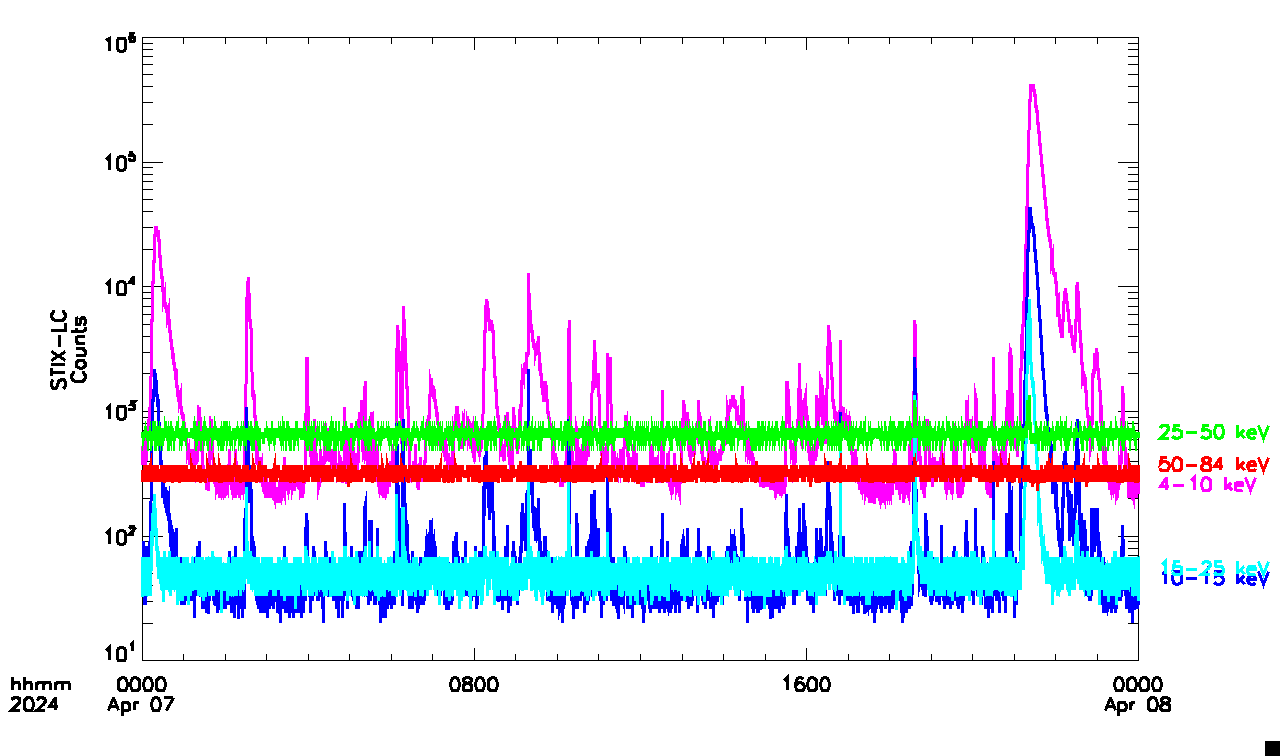 10⁶
10⁵
10⁴
10³
10²
10¹
STIX-LC
Counts
25-50 keV
50-84 keV
4-10 keV
15-25 keV
10-15 keV
hhmm 0000 0800 1600 0000
2024 Apr 07 Apr 08